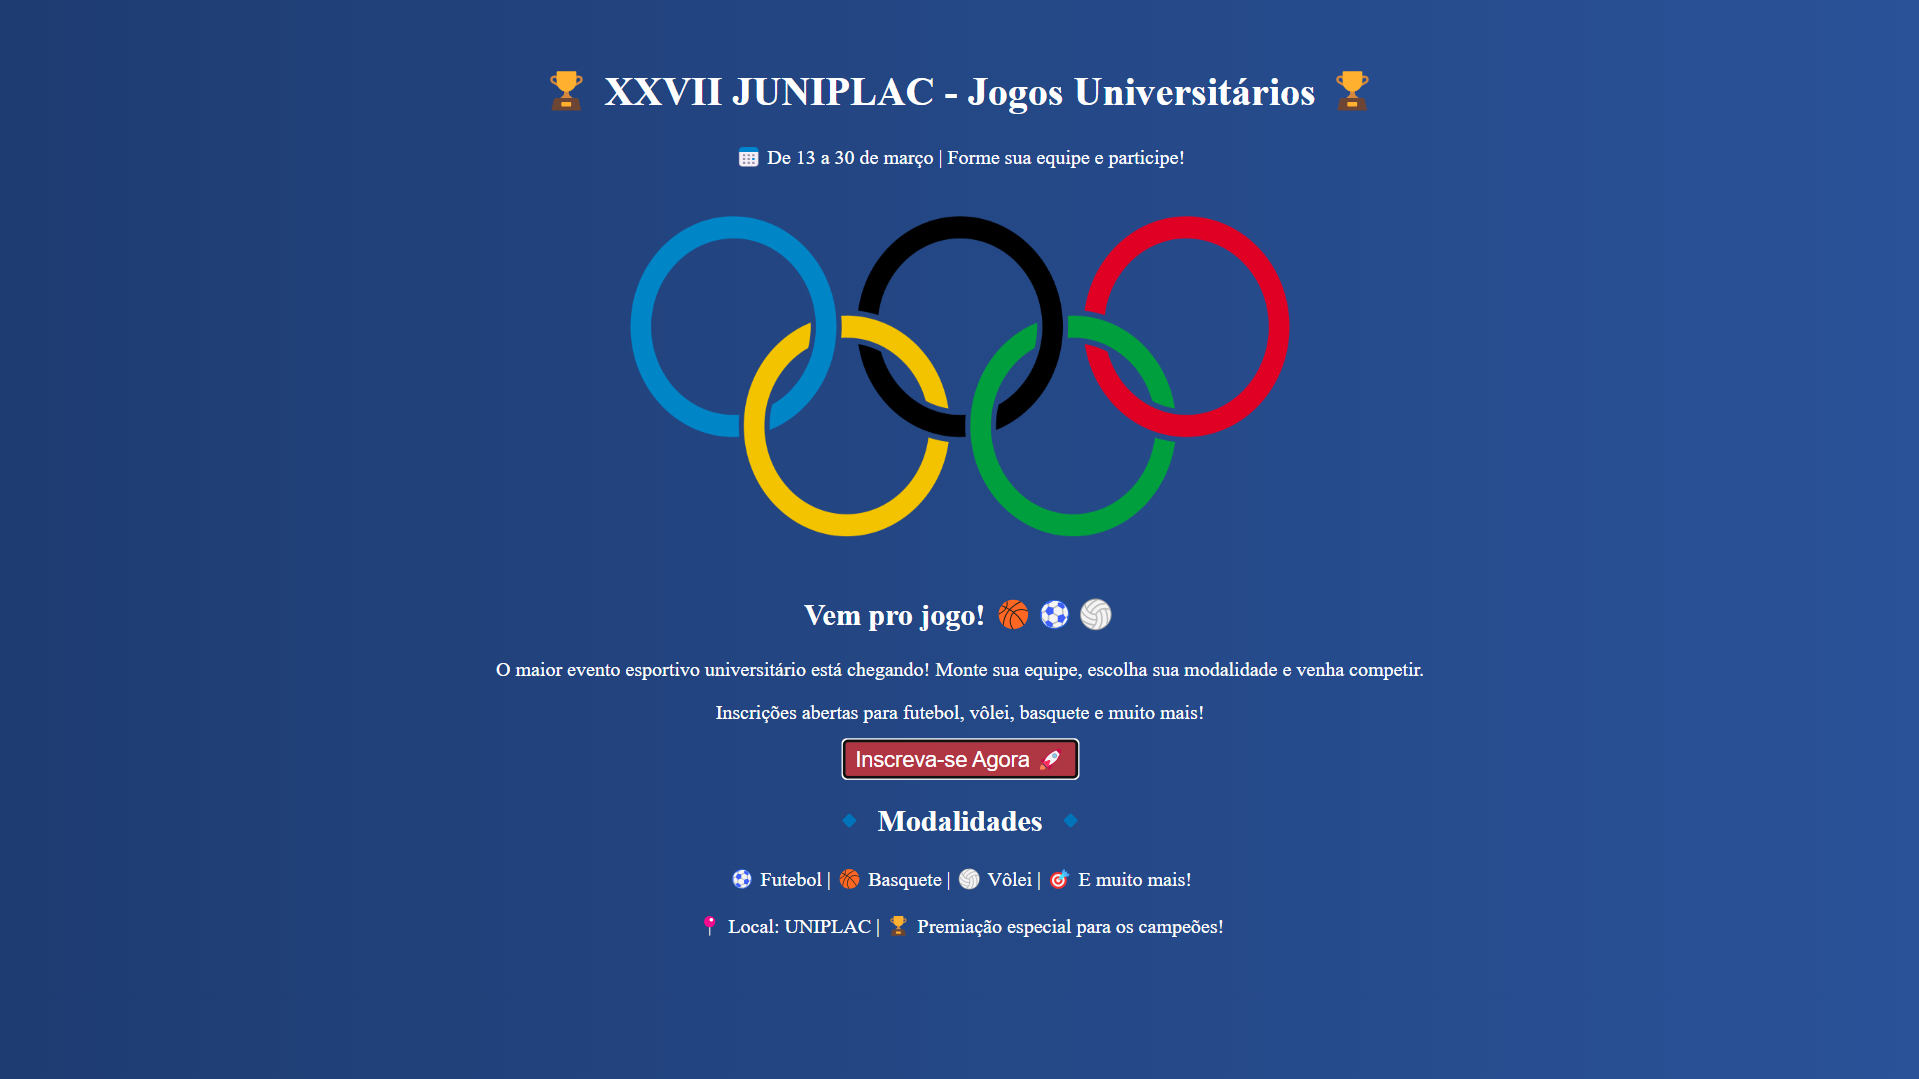 🏆 XXVII JUNIPLAC - Jogos Universitários 🏆
📅 De 13 a 30 de março | Forme sua equipe e participe!
Vem pro jogo! 🏀 ⚽ 🏐
O maior evento esportivo universitário está chegando! Monte sua equipe, escolha sua modalidade e venha competir.
Inscrições abertas para futebol, vôlei, basquete e muito mais!
Inscreva-se Agora 🚀
🔹 Modalidades 🔹
⚽ Futebol | 🏀 Basquete | 🏐 Vôlei | 🎯 E muito mais!
📍 Local: UNIPLAC | 🏆 Premiação especial para os campeões!